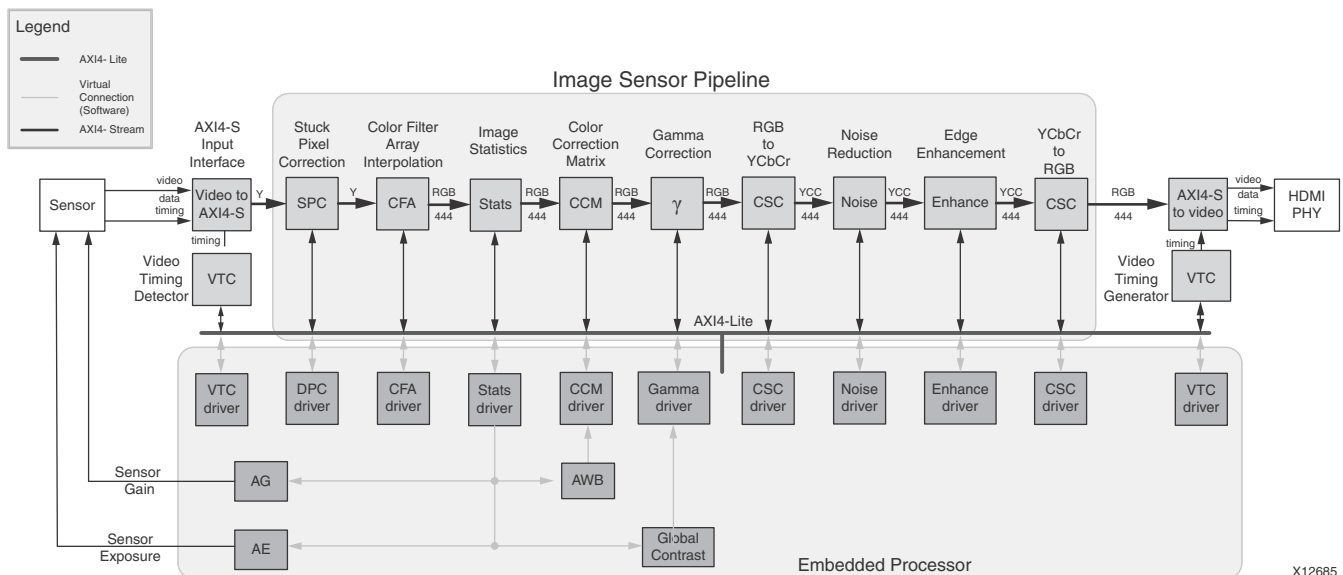 Legend
AXI4- Lite
Virtual
Connection
(Software)
AXI4- Stream
Image Sensor Pipeline
AXI4-S
Input
Interface
Stuck
Pixel
Correction
Color Filter
Array
Interpolation
Image
Statistics
Color
Correction
Matrix
Gamma
Correction
RGB
to
YCbCr
Noise
Reduction
Edge
Enhancement
YCbCr
to
RGB
Sensor
video
data
timing
Video to
AXI4-S
Y
SPC
Y
CFA
RGB
444
Stats
RGB
444
CCM
RGB
444
γ
RGB
444
CSC
YCC
444
Noise
YCC
444
Enhance
YCC
444
CSC
RGB
444
AXI4-S
to video
video
data
timing
HDMI
PHY
timing
Video
Timing
Detector
VTC
timing
Video
Timing
Generator
VTC
AXI4-Lite
VTC
driver
DPC
driver
CFA
driver
Stats
driver
CCM
driver
Gamma
driver
CSC
driver
Noise
driver
Enhance
driver
CSC
driver
VTC
driver
Sensor
Gain
AG
AWB
Sensor
Exposure
AE
Global
Contrast
Embedded Processor
X12685